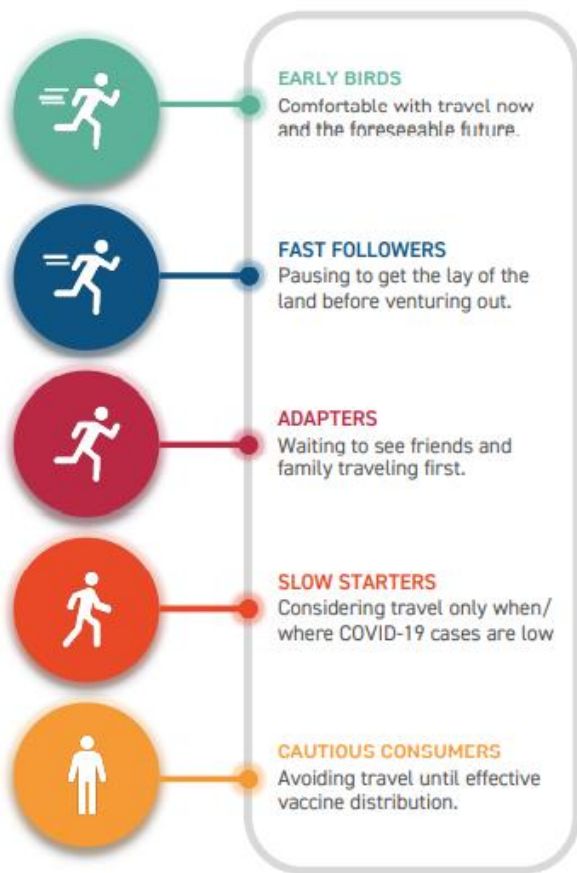 EARLY BIRDS
Comfortable with travel now
and the foreseeable future.
FAST FOLLOWERS
Pausing to get the lay of the
land before venturing out.
ADAPTERS
Waiting to see friends and
family traveling first.
SLOW STARTERS
Considering travel only when/
where COVID-19 cases are low
CAUTIOUS CONSUMERS
Avoiding travel until effective
vaccine distribution.